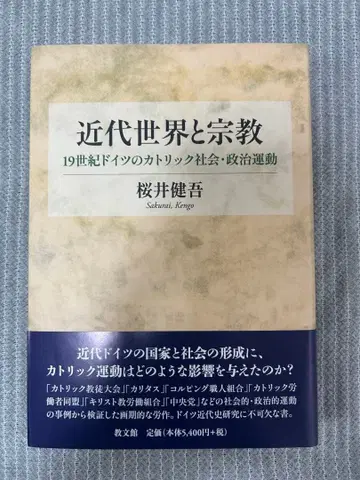 近代世界と宗教
19世紀ドイツのカトリック社会・政治運動
桜井健吾
Sakurai, Kengo
近代ドイツの国家と社会の形成に、
カトリック運動はどのような影響を与えたのか?
「カトリック教徒大会」「カリタス」「コルピング職人組合」「カトリック労
働者同盟」「キリスト教労働組合」「中央党」などの社会的・政治的運動
の事例から検証した画期的な労作。ドイツ近代史研究に不可欠な書。
教文館 定価(本体5,400円+税)